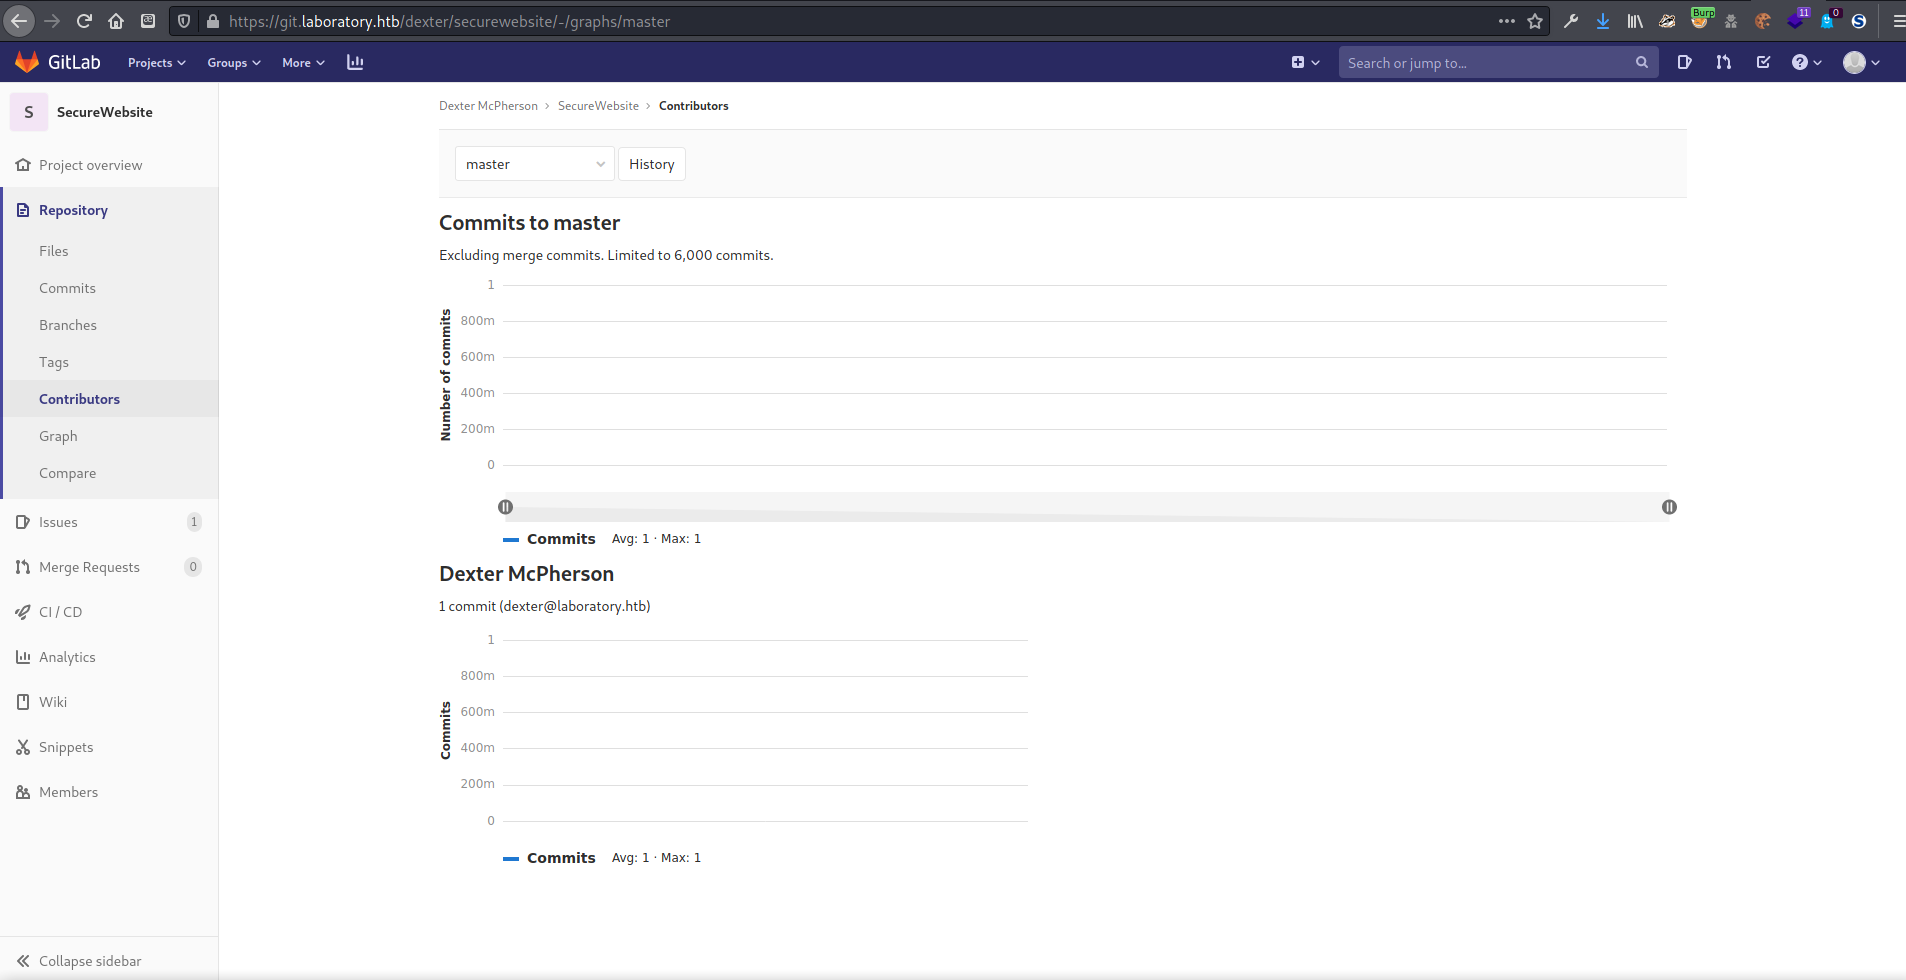 https://git.laboratory.htb/dexter/securewebsite/-/graphs/master
Burp
11
0
GitLab
Projects
Groups
More
Search or jump to...
S
SecureWebsite
Project overview
Repository
Files
Commits
Branches
Tags
Contributors
Graph
Compare
Issues
1
Merge Requests
0
CI / CD
Analytics
Wiki
Snippets
Members
Collapse sidebar
Dexter McPherson › SecureWebsite › Contributors
master
History
Commits to master
Excluding merge commits. Limited to 6,000 commits.
Number of commits
1
800m
600m
400m
200m
0
Commits Avg: 1 · Max: 1
Dexter McPherson
1 commit (dexter@laboratory.htb)
Commits
1
800m
600m
400m
200m
0
Commits Avg: 1 · Max: 1